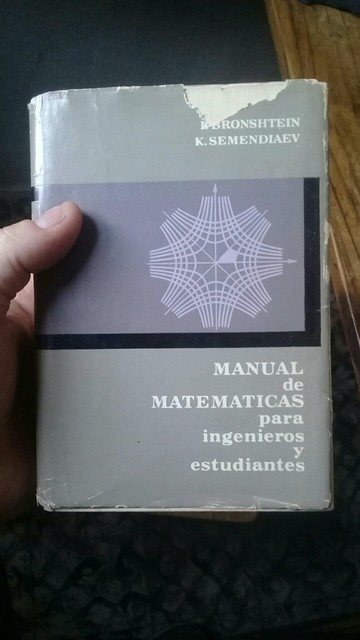 I. BRONSHTEIN
K. SEMENDIAEV
MANUAL
de
MATEMATICAS
para
ingenieros
y
estudiantes